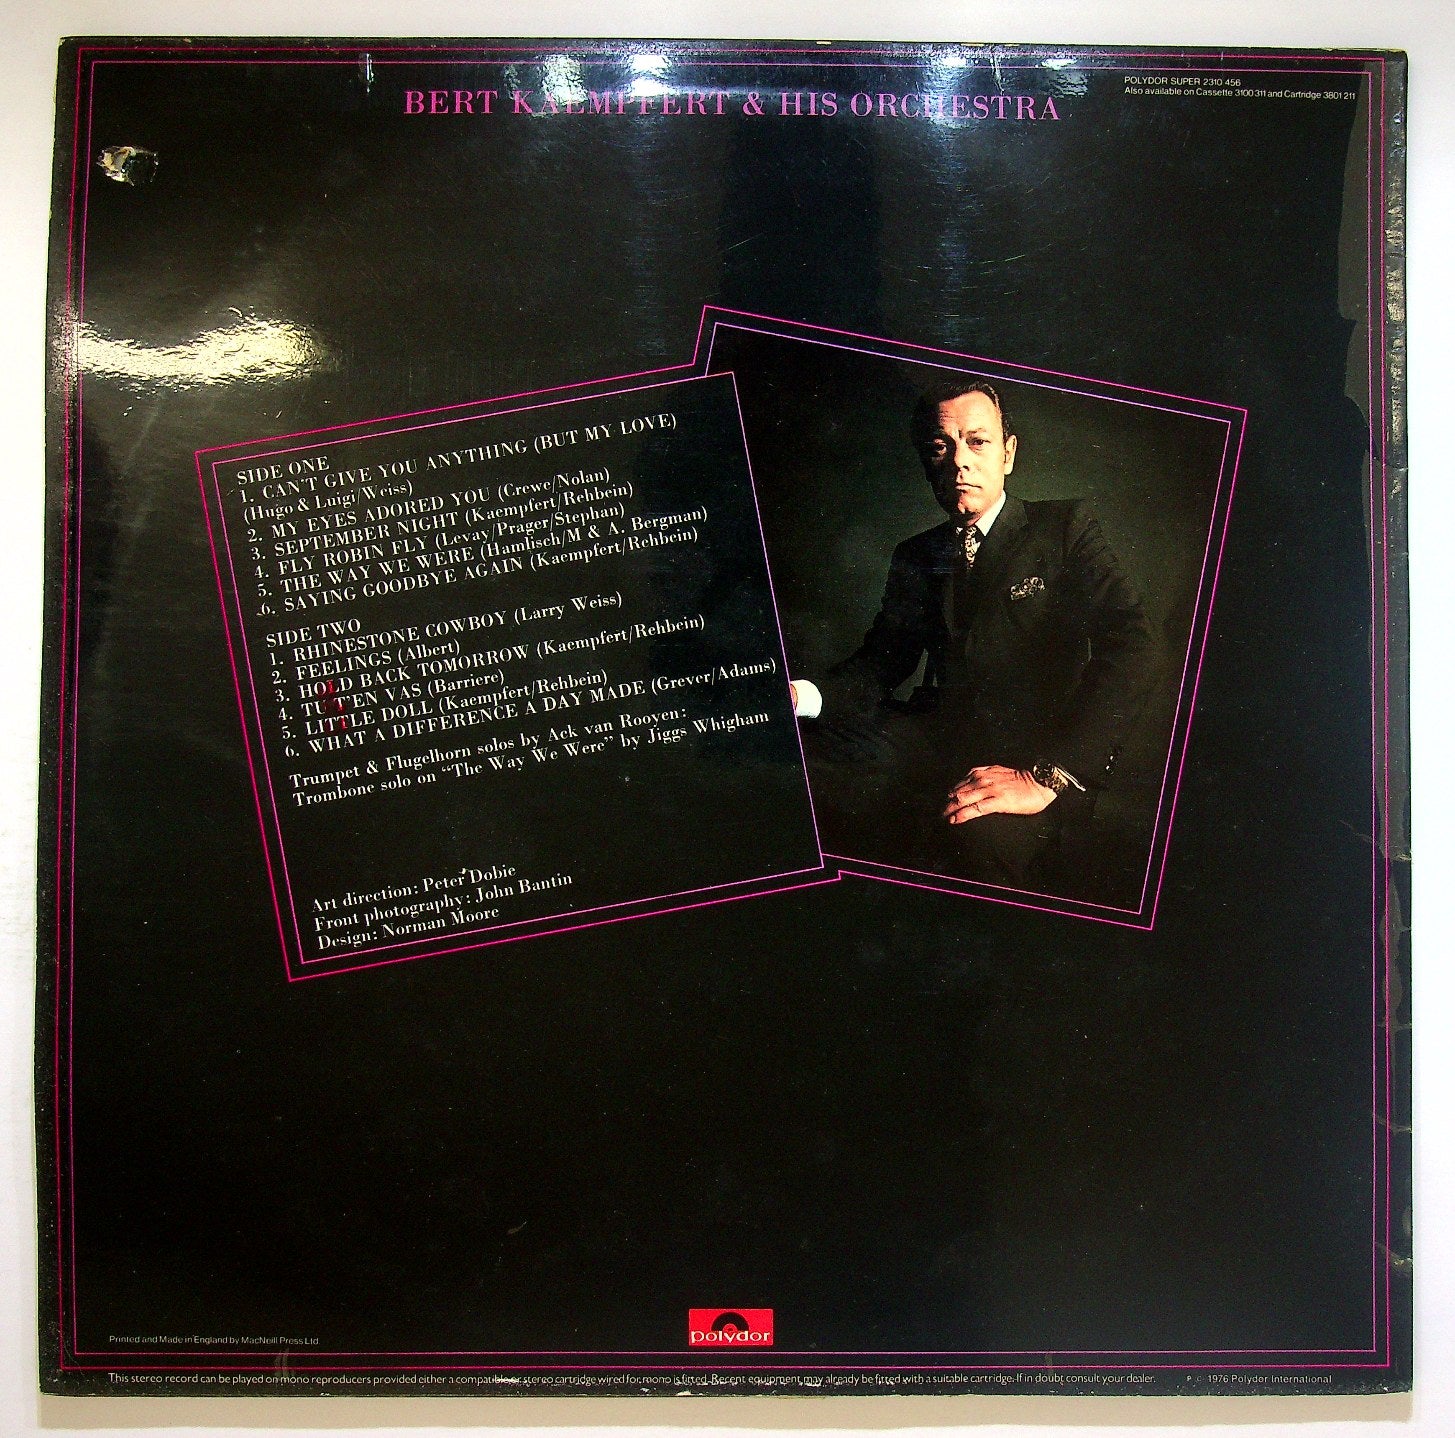 POLYDOR SUPER 2310 456
Also available on Cassette 3100 311 and Cartridge 3801 211
BERT KAEMPFERT & HIS ORCHESTRA
SIDE ONE
1. CAN'T GIVE YOU ANYTHING (BUT MY LOVE)
(Hugo & Luigi/Weiss)
2. MY EYES ADORED YOU (Crewe/Nolan)
3. SEPTEMBER NIGHT (Kaempfert/Rehbein)
4. FLY ROBIN FLY (Levay/Prager/Stephan)
5. THE WAY WE WERE (Hamlisch/M & A. Bergman)
6. SAYING GOODBYE AGAIN (Kaempfert/Rehbein)
SIDE TWO
1. RHINESTONE COWBOY (Larry Weiss)
2. FEELINGS (Albert)
3. HOLD BACK TOMORROW (Kaempfert/Rehbein)
4. TU T'EN VAS (Barriere)
5. LITTLE DOLL (Kaempfert/Rehbein)
6. WHAT A DIFFERENCE A DAY MADE (Grever/Adams)
Trumpet & Flugelhorn solos by Ack van Rooyen:
Trombone solo on "The Way We Were" by Jiggs Whigham
Art direction: Peter Dobie
Front photography: John Bantin
Design: Norman Moore
polydor
Printed and Made in England by MacNeill Press Ltd.
This stereo record can be played on mono reproducers provided either a compatible or stereo cartridge wired for mono is fitted. Recent equipment may already be fitted with a suitable cartridge. If in doubt consult your dealer.
P C 1976 Polydor International